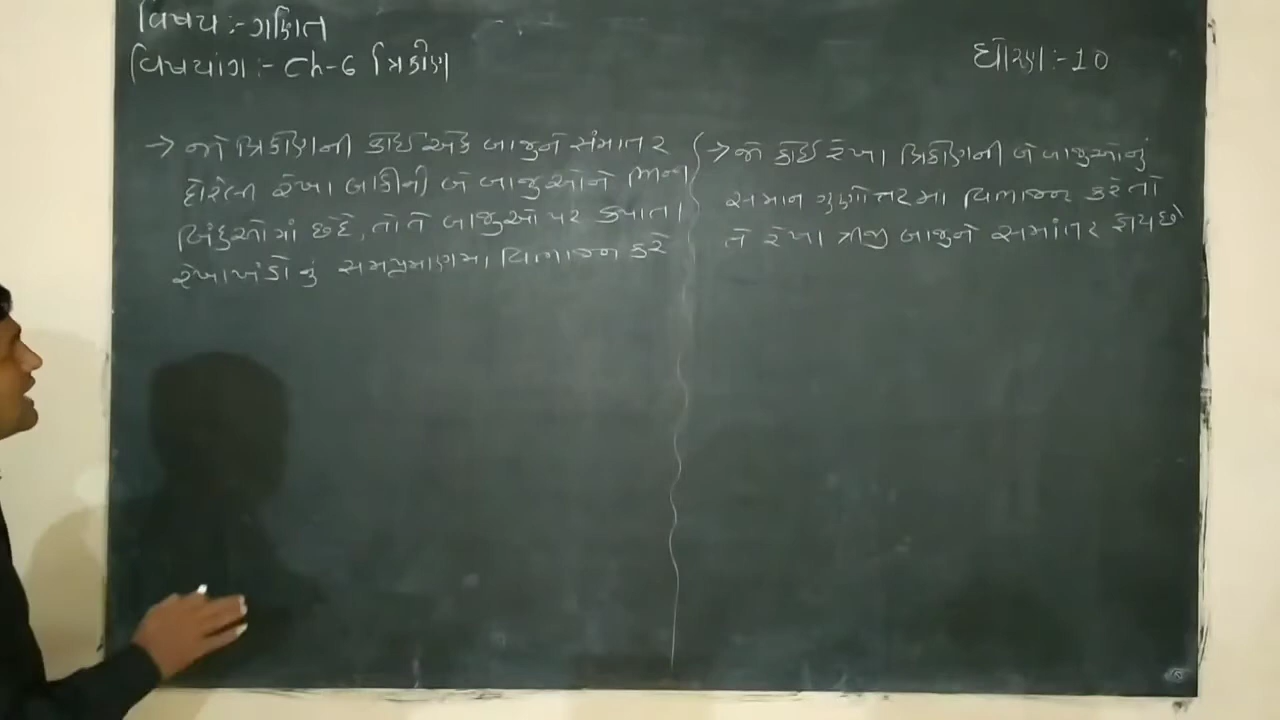 વિષય :- ગણિત
વિષયાંગ :- Ch-6 ત્રિકોણ
ધોરણ :- 10
→ જો ત્રિકોણની કોઈ એક બાજુને સંમાતર
દોરેલી રેખા બાકીની બે બાજુઓને ભિન્ન
બિંદુઓમાં છેદે, તો તે બાજુઓ પર કપાતા
રેખાખંડોનું સમપ્રમાણમા વિભાજન કરે
→ જો કોઈ રેખા ત્રિકોણની બે બાજુઓનું
સમાન ગુણોત્તરમા વિભાજન કરે તો
તે રેખા ત્રીજી બાજુને સમાંતર હોય છે